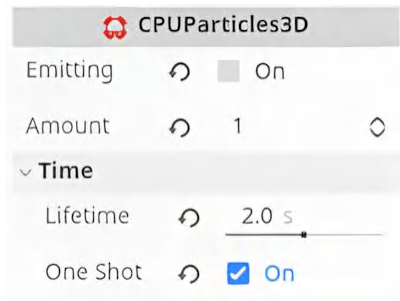 CPUParticles3D
Emitting On
Amount 1
Time
Lifetime 2.0 s
One Shot On